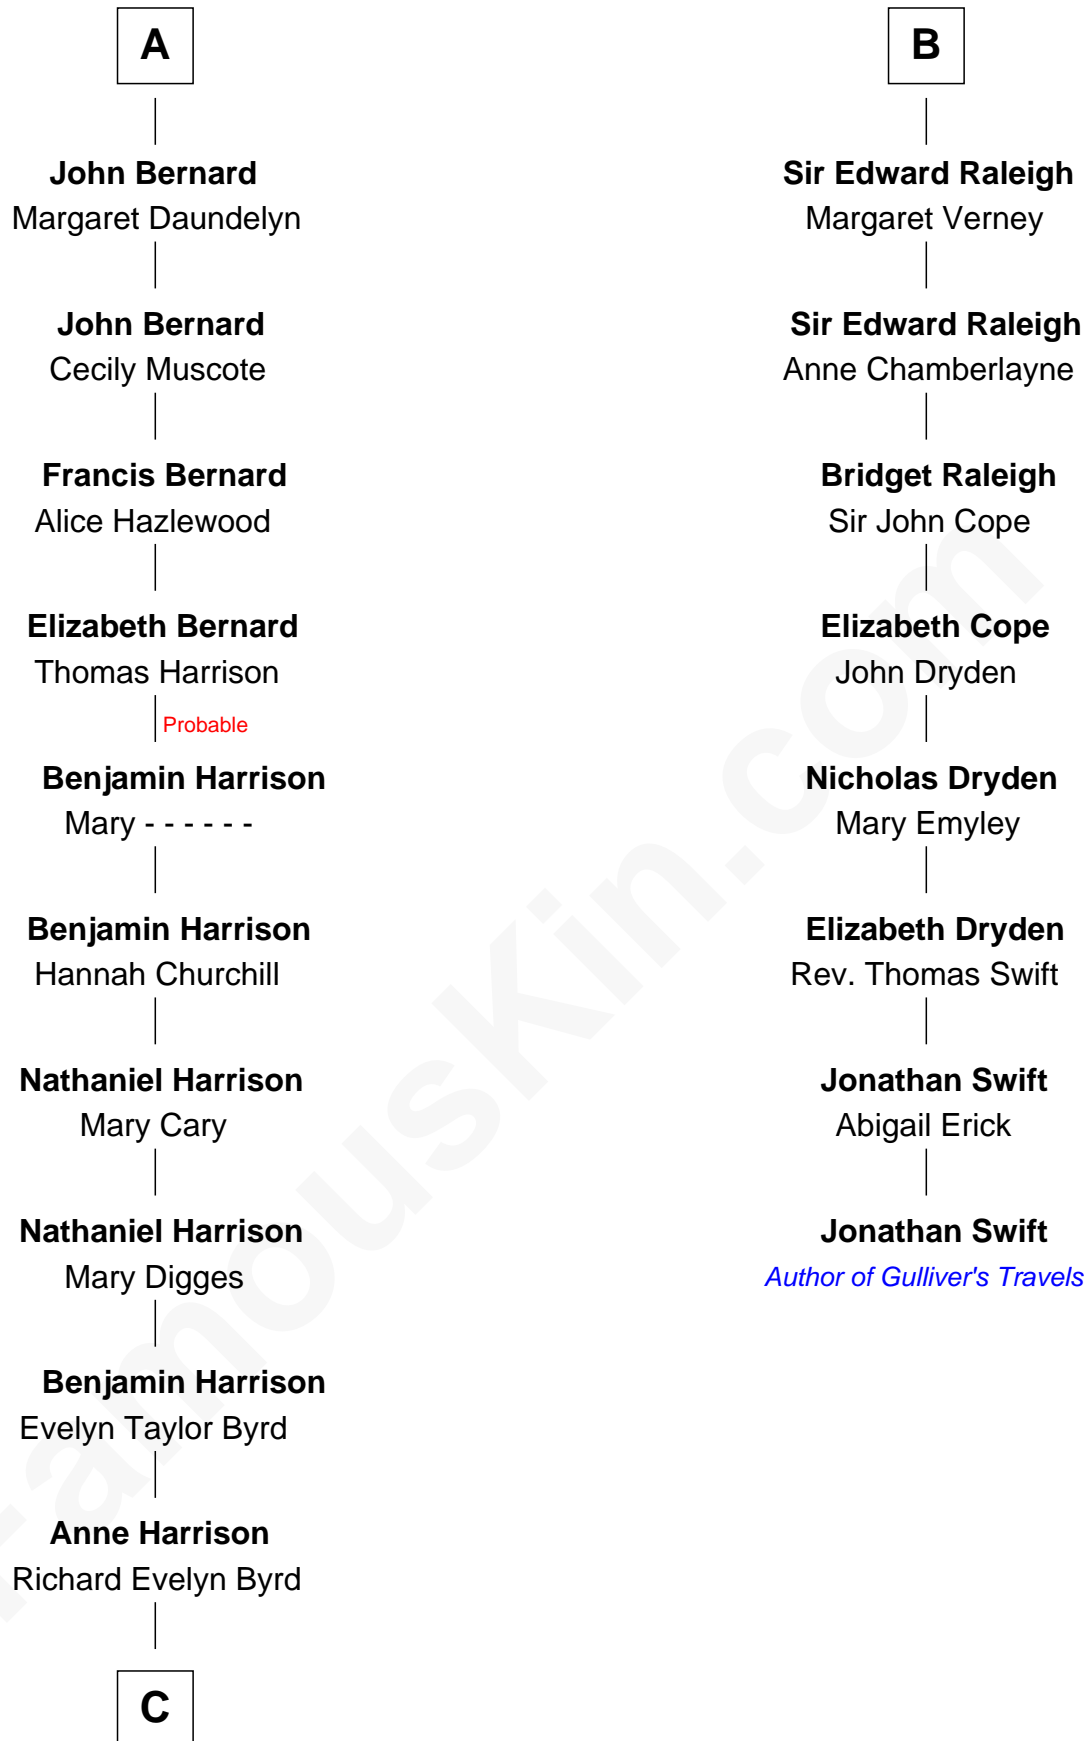 A
John Bernard
Margaret Daundelyn
John Bernard
Cecily Muscote
Francis Bernard
Alice Hazlewood
Elizabeth Bernard
Thomas Harrison
Probable
Benjamin Harrison
Mary - - - - - -
Benjamin Harrison
Hannah Churchill
Nathaniel Harrison
Mary Cary
Nathaniel Harrison
Mary Digges
Benjamin Harrison
Evelyn Taylor Byrd
Anne Harrison
Richard Evelyn Byrd
C
B
Sir Edward Raleigh
Margaret Verney
Sir Edward Raleigh
Anne Chamberlayne
Bridget Raleigh
Sir John Cope
Elizabeth Cope
John Dryden
Nicholas Dryden
Mary Emyley
Elizabeth Dryden
Rev. Thomas Swift
Jonathan Swift
Abigail Erick
Jonathan Swift
Author of Gulliver's Travels
FamousKin.com